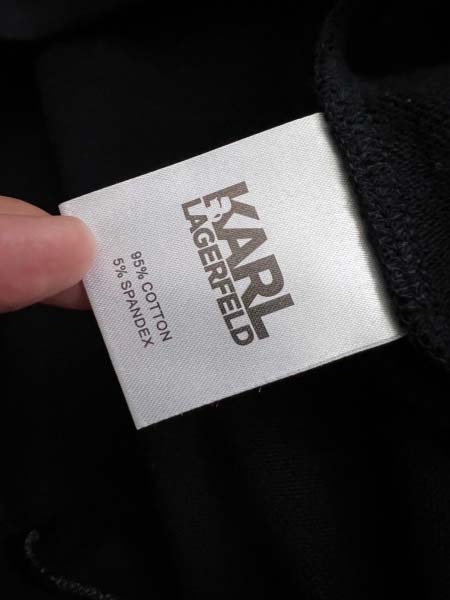 KARL
LAGERFELD
95% COTTON
5% SPANDEX